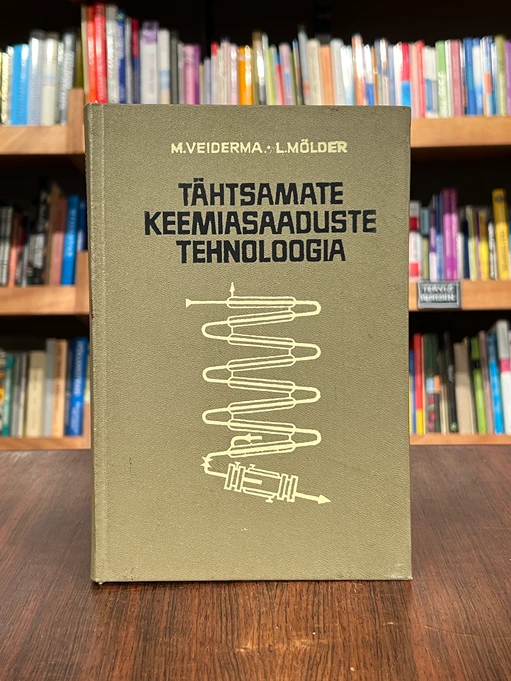 M.VEIDERMA.·L.MÕLDER
TÄHTSAMATE
KEEMIASAADUSTE
TEHNOLOOGIA